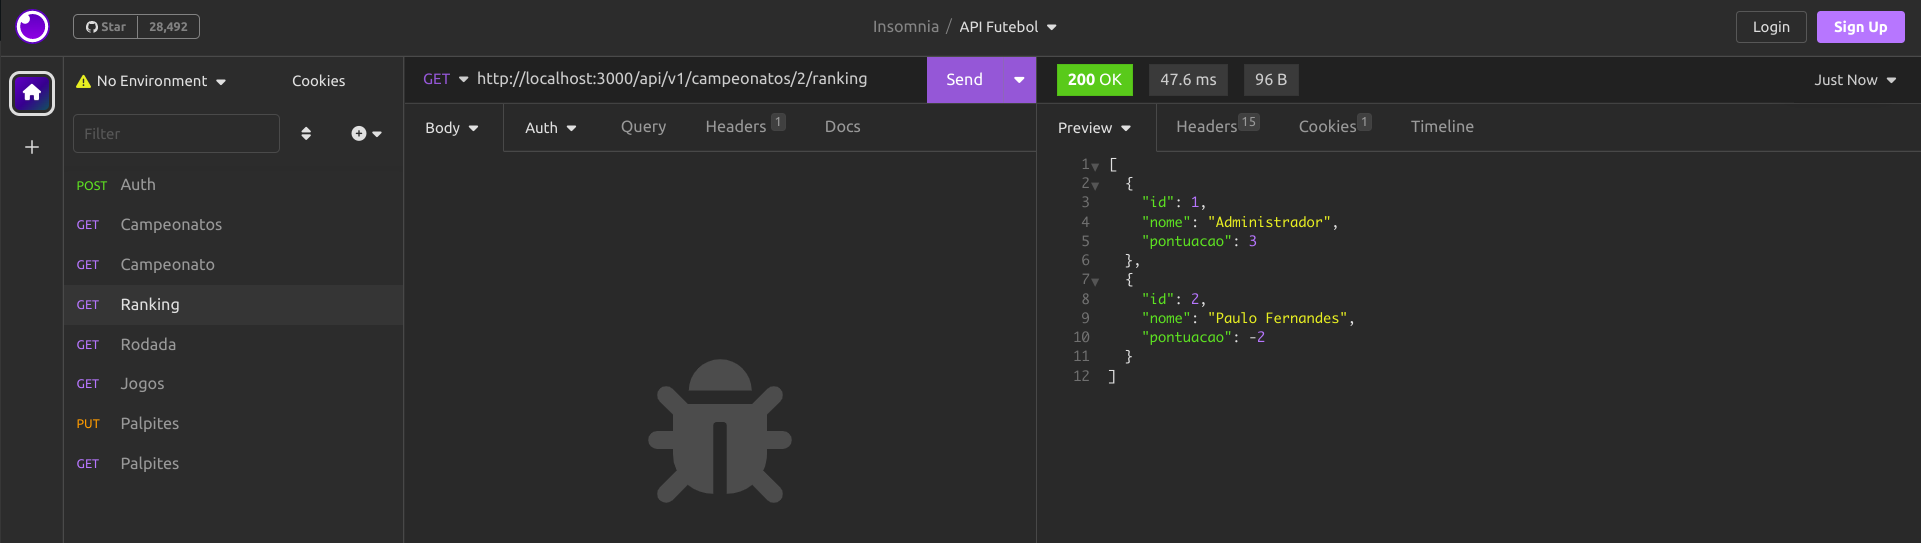 Star 28,492
Insomnia / API Futebol
Login
Sign Up
No Environment
Cookies
Filter
POST Auth
GET Campeonatos
GET Campeonato
GET Ranking
GET Rodada
GET Jogos
PUT Palpites
GET Palpites
GET http://localhost:3000/api/v1/campeonatos/2/ranking
Send
Body Auth Query Headers 1 Docs
200 OK 47.6 ms 96 B
Just Now
Preview Headers 15 Cookies 1 Timeline
1 [
2 {
3 "id": 1,
4 "nome": "Administrador",
5 "pontuacao": 3
6 },
7 {
8 "id": 2,
9 "nome": "Paulo Fernandes",
10 "pontuacao": -2
11 }
12 ]